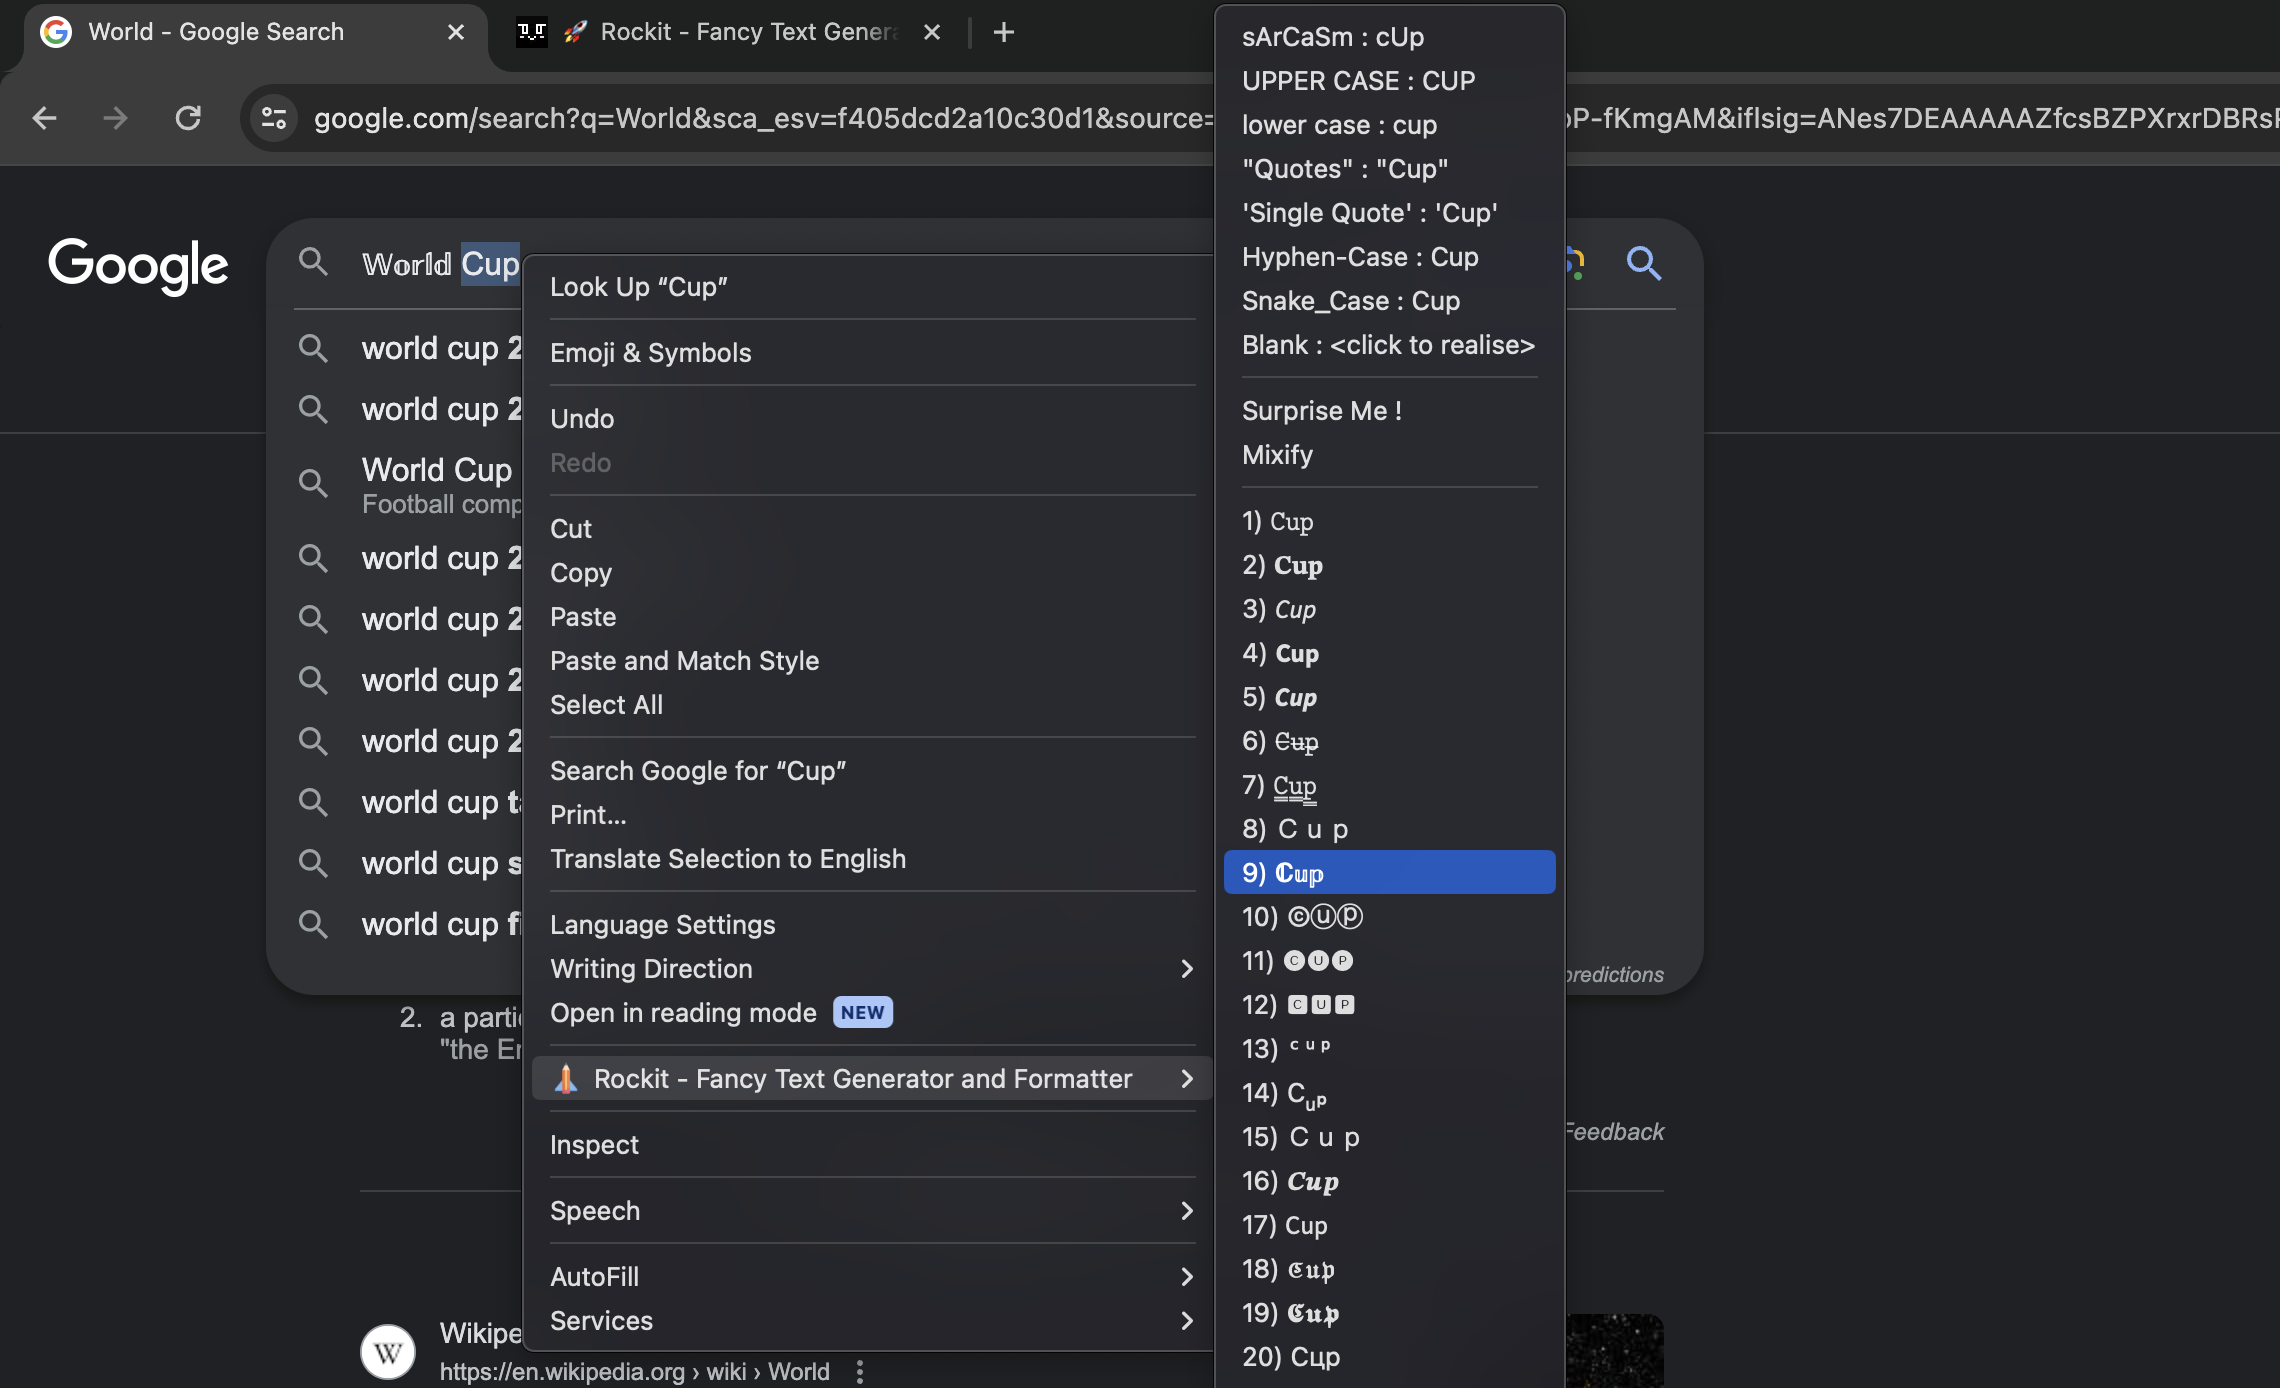 World - Google Search
🚀 Rockit - Fancy Text Genera
google.com/search?q=World&sca_esv=f405dcd2a10c30d1&source=
P-fKmgAM&iflsig=ANes7DEAAAAAZfcsBZPXrxrDBRsF
Google
𝕎𝕠𝕣𝕝𝕕 Cup
world cup 2
world cup 2
World Cup
Football comp
world cup 2
world cup 2
world cup 2
world cup 2
world cup t
world cup s
world cup f
predictions
2. a parti
"the
Feedback
Wikipe
https://en.wikipedia.org › wiki › World
Look Up “Cup”
Emoji & Symbols
Undo
Redo
Cut
Copy
Paste
Paste and Match Style
Select All
Search Google for “Cup”
Print...
Translate Selection to English
Language Settings
Writing Direction
Open in reading mode NEW
Rockit - Fancy Text Generator and Formatter
Inspect
Speech
AutoFill
Services
sArCaSm : cUp
UPPER CASE : CUP
lower case : cup
"Quotes" : "Cup"
'Single Quote' : 'Cup'
Hyphen-Case : Cup
Snake_Case : Cup
Blank : <click to realise>
Surprise Me !
Mixify
1) 𝙲𝚞𝚙
2) 𝐂𝐮𝐩
3) 𝘊𝘶𝘱
4) 𝗖𝘂𝗽
5) 𝘾𝙪𝙥
6) C̶u̶p̶
7) C̳u̳p̳
8) C u p
9) ℂ𝕦𝕡
10) ©ⓤⓟ
11) 🅒🅤🅟
12) 🅲🆄🅿
13) ᶜᵘᵖ
14) Cᵤₚ
15) Ｃｕｐ
16) 𝑪𝒖𝒑
17) 𝖢𝗎𝗉
18) ℭ𝔲𝔭
19) 𝕮𝖚𝖕
20) Cцp